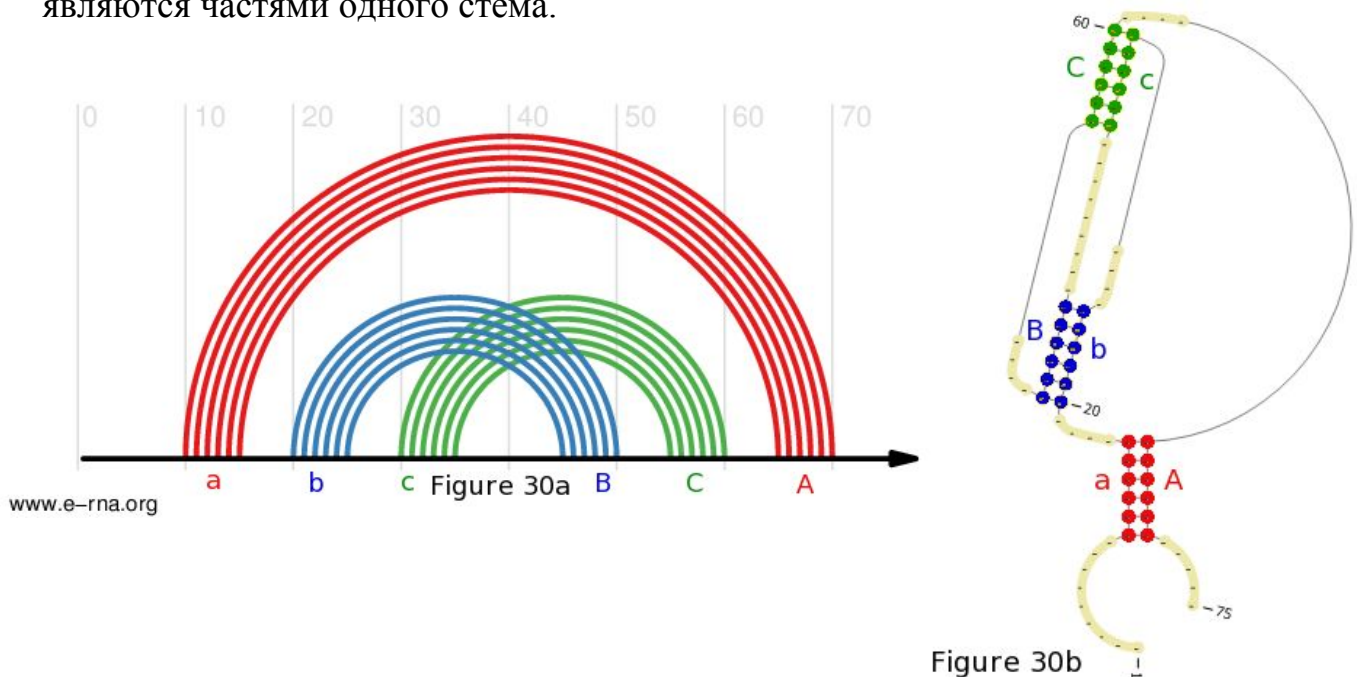 являются частями одного стема.
0 10 20 30 40 50 60 70
a b c Figure 30a B C A
www.e-rna.org
60
C c
B b
20
a A
75
Figure 30b
1